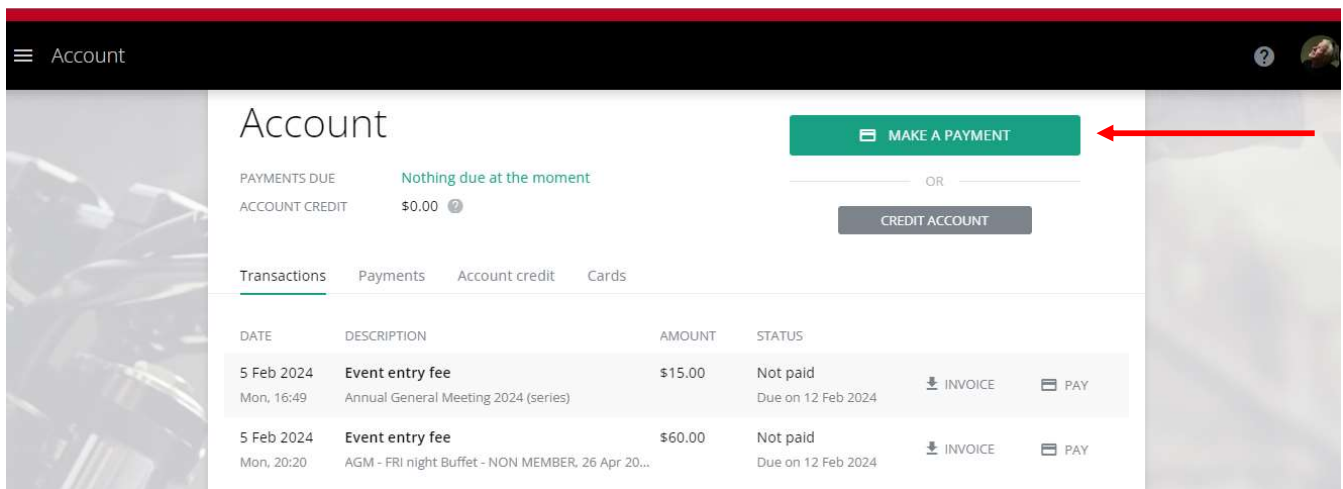 Account
Account
MAKE A PAYMENT
PAYMENTS DUE Nothing due at the moment
OR
ACCOUNT CREDIT $0.00
CREDIT ACCOUNT
Transactions Payments Account credit Cards
DATE DESCRIPTION AMOUNT STATUS
5 Feb 2024 Event entry fee $15.00 Not paid
INVOICE PAY
Mon, 16:49 Annual General Meeting 2024 (series) Due on 12 Feb 2024
5 Feb 2024 Event entry fee $60.00 Not paid
INVOICE PAY
Mon, 20:20 AGM - FRI night Buffet - NON MEMBER, 26 Apr 20... Due on 12 Feb 2024